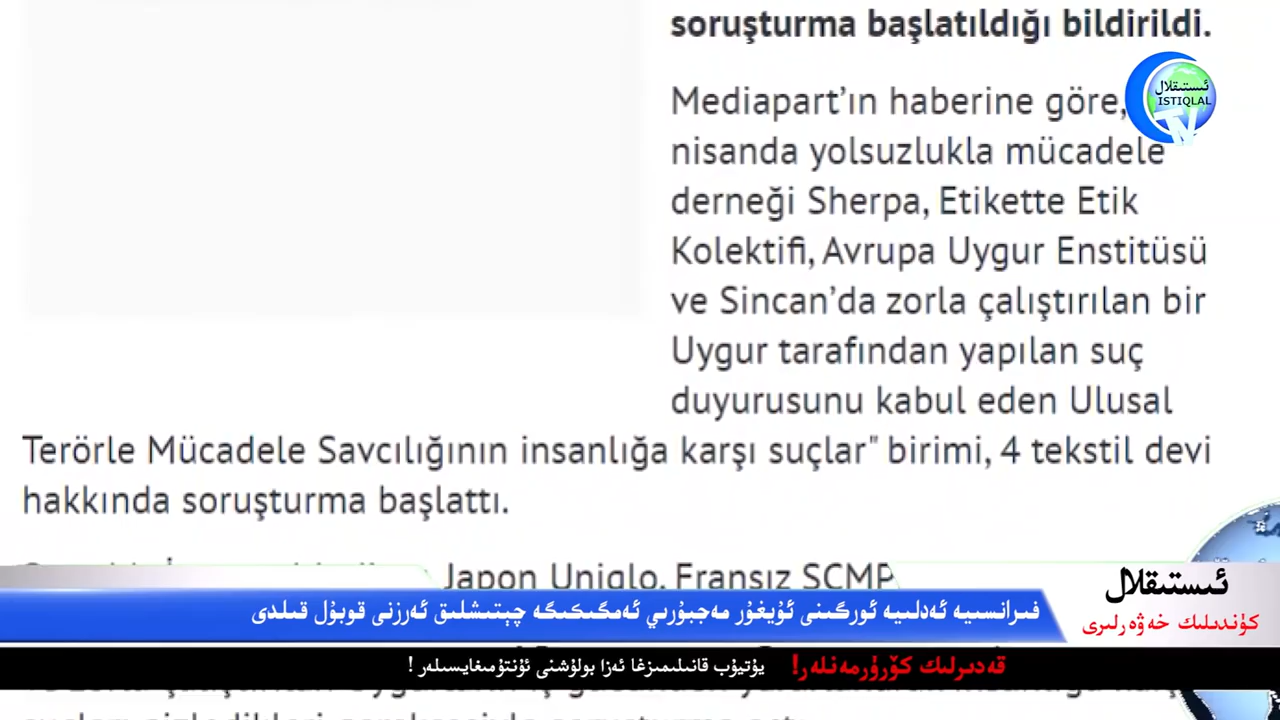 soruşturma başlatıldığı bildirildi.
Mediapart’ın haberine göre,
nisanda yolsuzlukla mücadele
derneği Sherpa, Etikette Etik
Kolektifi, Avrupa Uygur Enstitüsü
ve Sincan’da zorla çalıştırılan bir
Uygur tarafından yapılan suç
duyurusunu kabul eden Ulusal
Terörle Mücadele Savcılığının insanlığa karşı suçlar" birimi, 4 tekstil devi
hakkında soruşturma başlattı.
Japon Uniqlo, Fransız SCMP
ئىستىقلال
ISTIQLAL
TV
ئىستىقلال
كۈندىلىك خەۋەرلىرى
فىرانسىيە ئەدلىيە ئورگىنى ئۇيغۇر مەجبۇرىي ئەمگىكىگە چېتىشلىق ئەرزنى قوبۇل قىلدى
قەدىرلىك كۆرۈرمەنلەر! يۇتيۇب قانىلىمىزغا ئەزا بولۇشنى ئۇنتۇمىغايسىلەر !